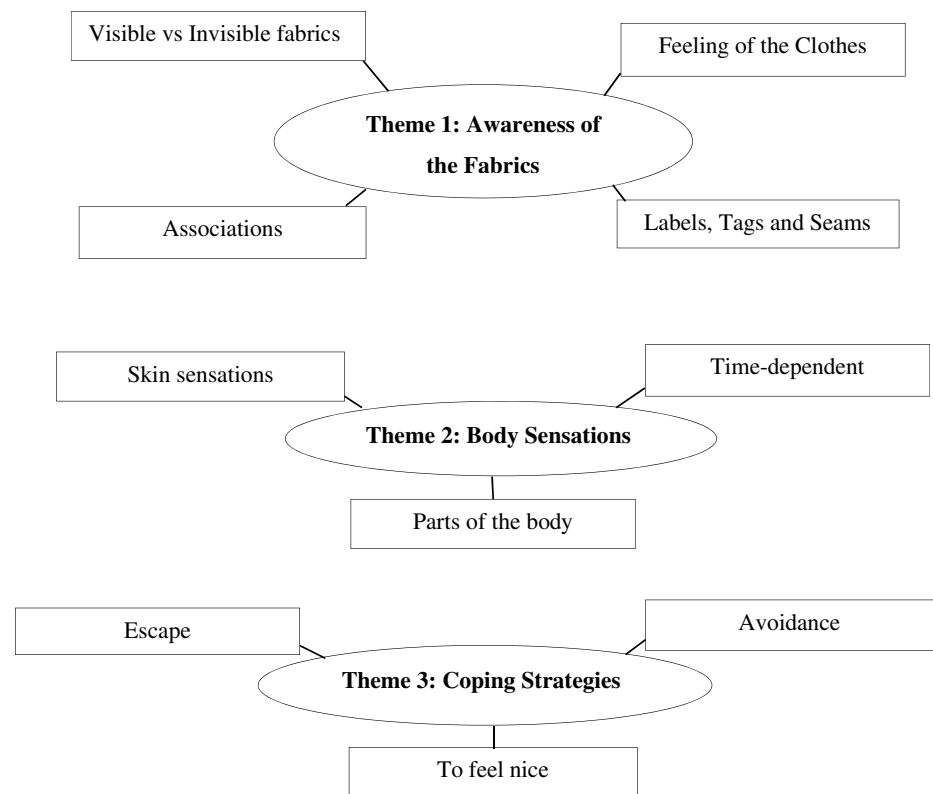 Visible vs Invisible fabrics
Feeling of the Clothes
Theme 1: Awareness of
the Fabrics
Associations
Labels, Tags and Seams
Skin sensations
Time-dependent
Theme 2: Body Sensations
Parts of the body
Escape
Avoidance
Theme 3: Coping Strategies
To feel nice